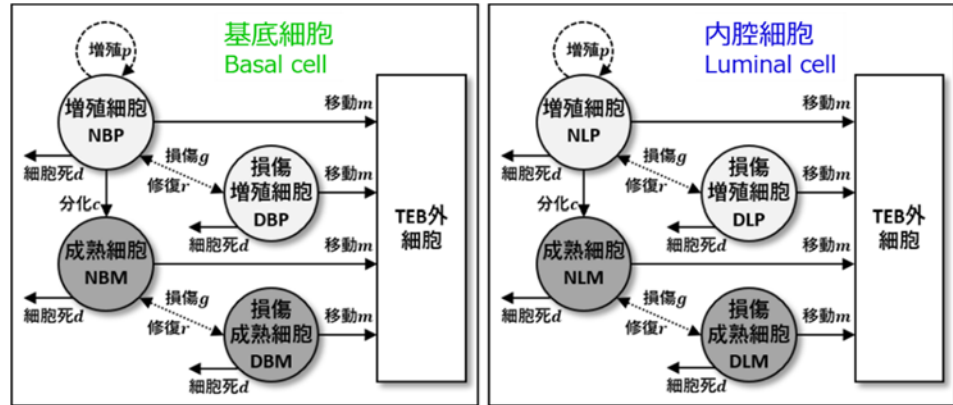 基底細胞
Basal cell
増殖p
増殖細胞
NBP
移動m
細胞死d
損傷g
修復r
損傷
増殖細胞
DBP
移動m
分化c
細胞死d
成熟細胞
NBM
移動m
細胞死d
損傷g
修復r
損傷
成熟細胞
DBM
移動m
細胞死d
TEB外
細胞
内腔細胞
Luminal cell
増殖p
増殖細胞
NLP
移動m
細胞死d
損傷g
修復r
損傷
増殖細胞
DLP
移動m
分化c
細胞死d
成熟細胞
NLM
移動m
細胞死d
損傷g
修復r
損傷
成熟細胞
DLM
移動m
細胞死d
TEB外
細胞